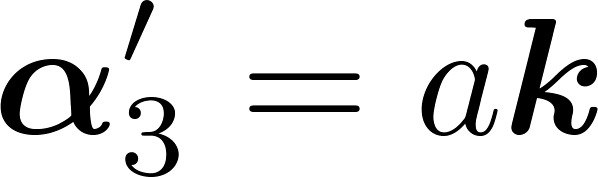 𝜶′₃ = 𝑎𝒌